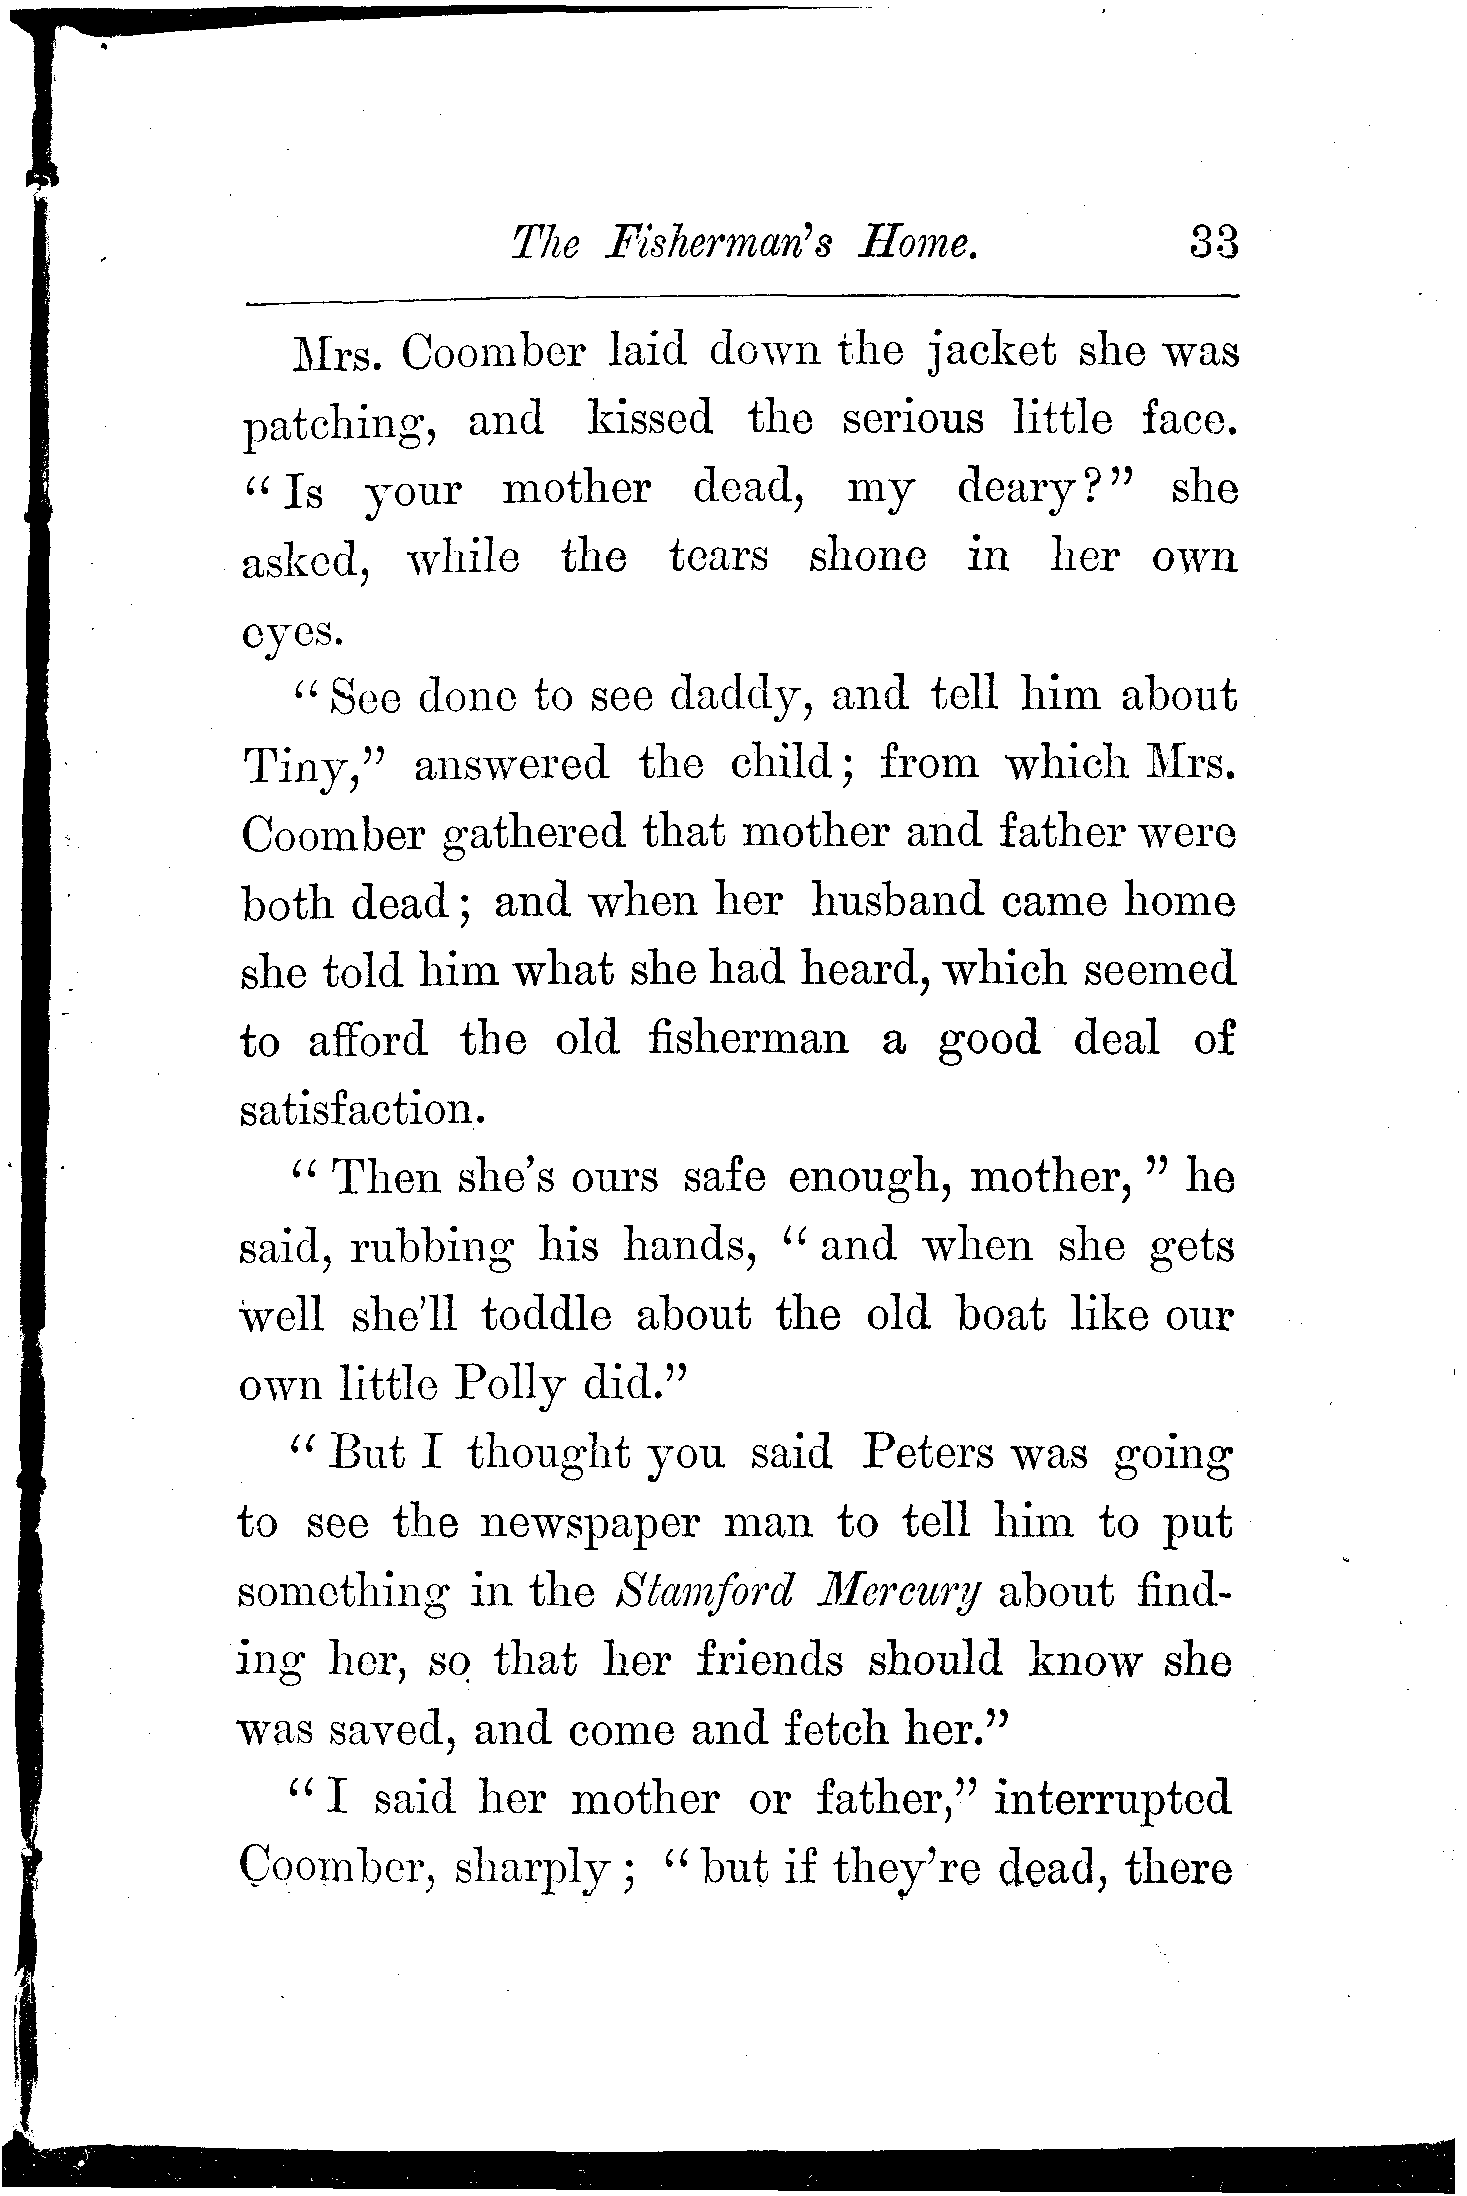 The Fisherman's Home. 33
Mrs. Coomber laid down the jacket she was
patching, and kissed the serious little face.
"Is your mother dead, my deary?" she
asked, while the tears shone in her own
eyes.
"See done to see daddy, and tell him about
Tiny," answered the child; from which Mrs.
Coomber gathered that mother and father were
both dead; and when her husband came home
she told him what she had heard, which seemed
to afford the old fisherman a good deal of
satisfaction.
"Then she's ours safe enough, mother," he
said, rubbing his hands, "and when she gets
well she'll toddle about the old boat like our
own little Polly did."
"But I thought you said Peters was going
to see the newspaper man to tell him to put
something in the Stamford Mercury about find-
ing her, so that her friends should know she
was saved, and come and fetch her."
"I said her mother or father," interrupted
Coomber, sharply; "but if they're dead, there